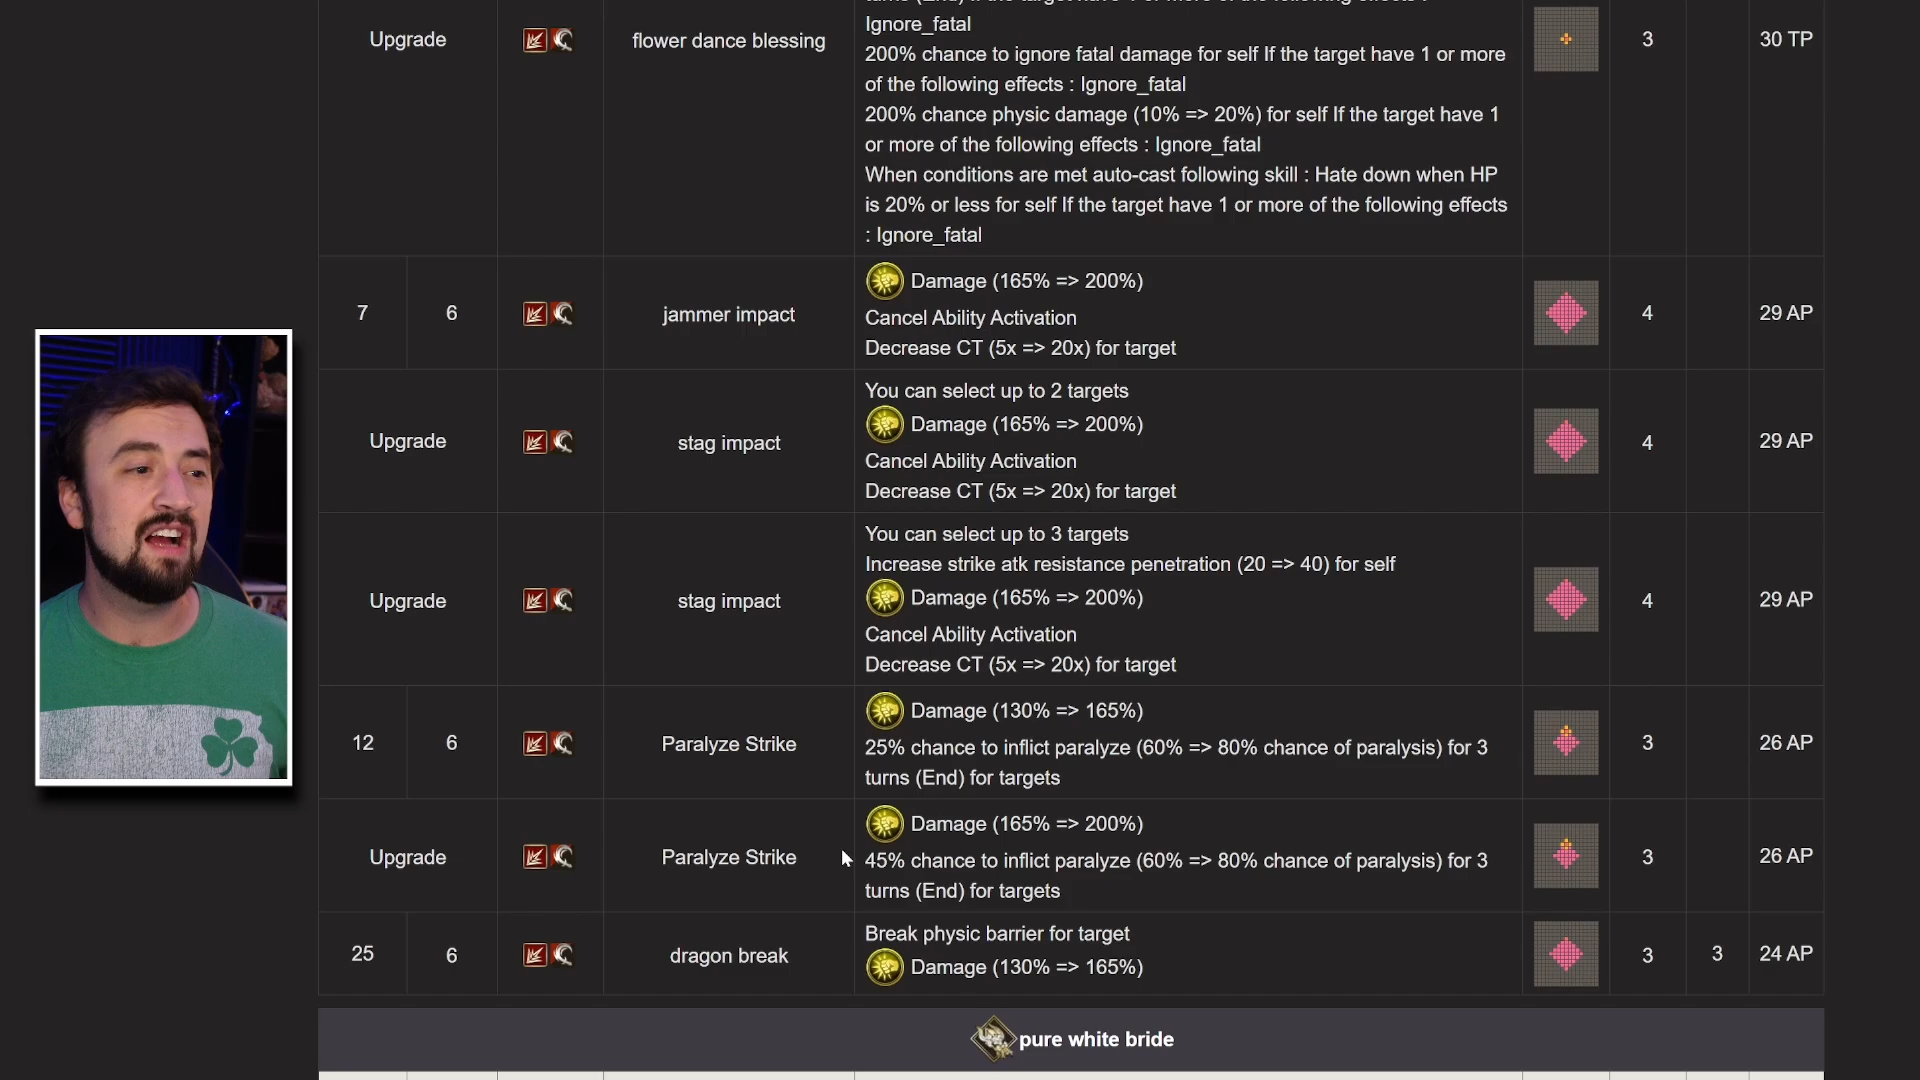 Ignore_fatal
200% chance to ignore fatal damage for self If the target have 1 or more
of the following effects : Ignore_fatal
200% chance physic damage (10% => 20%) for self If the target have 1
or more of the following effects : Ignore_fatal
When conditions are met auto-cast following skill : Hate down when HP
is 20% or less for self If the target have 1 or more of the following effects
: Ignore_fatal
Upgrade
flower dance blessing
3
30 TP
7
6
jammer impact
Damage (165% => 200%)
Cancel Ability Activation
Decrease CT (5x => 20x) for target
4
29 AP
Upgrade
stag impact
You can select up to 2 targets
Damage (165% => 200%)
Cancel Ability Activation
Decrease CT (5x => 20x) for target
4
29 AP
Upgrade
stag impact
You can select up to 3 targets
Increase strike atk resistance penetration (20 => 40) for self
Damage (165% => 200%)
Cancel Ability Activation
Decrease CT (5x => 20x) for target
4
29 AP
12
6
Paralyze Strike
Damage (130% => 165%)
25% chance to inflict paralyze (60% => 80% chance of paralysis) for 3
turns (End) for targets
3
26 AP
Upgrade
Paralyze Strike
Damage (165% => 200%)
45% chance to inflict paralyze (60% => 80% chance of paralysis) for 3
turns (End) for targets
3
26 AP
25
6
dragon break
Break physic barrier for target
Damage (130% => 165%)
3
3
24 AP
pure white bride